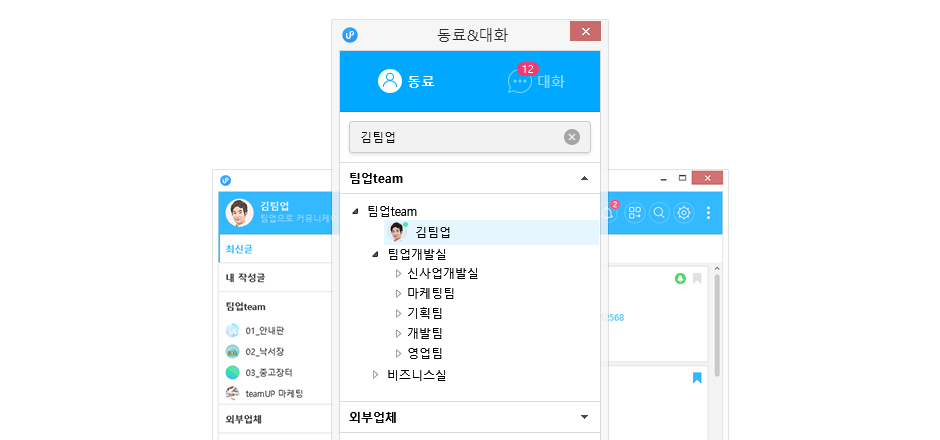 동료&대화
동료
12
대화
김팀업
팀업team
팀업team
김팀업
팀업개발실
신사업개발실
마케팅팀
기획팀
개발팀
영업팀
비즈니스실
외부업체
김팀업
팀업으로 커뮤니케이
2
최신글
내 작성글
팀업team
01_안내판
02_낙서장
03_중고장터
teamUP 마케팅
외부업체
2568